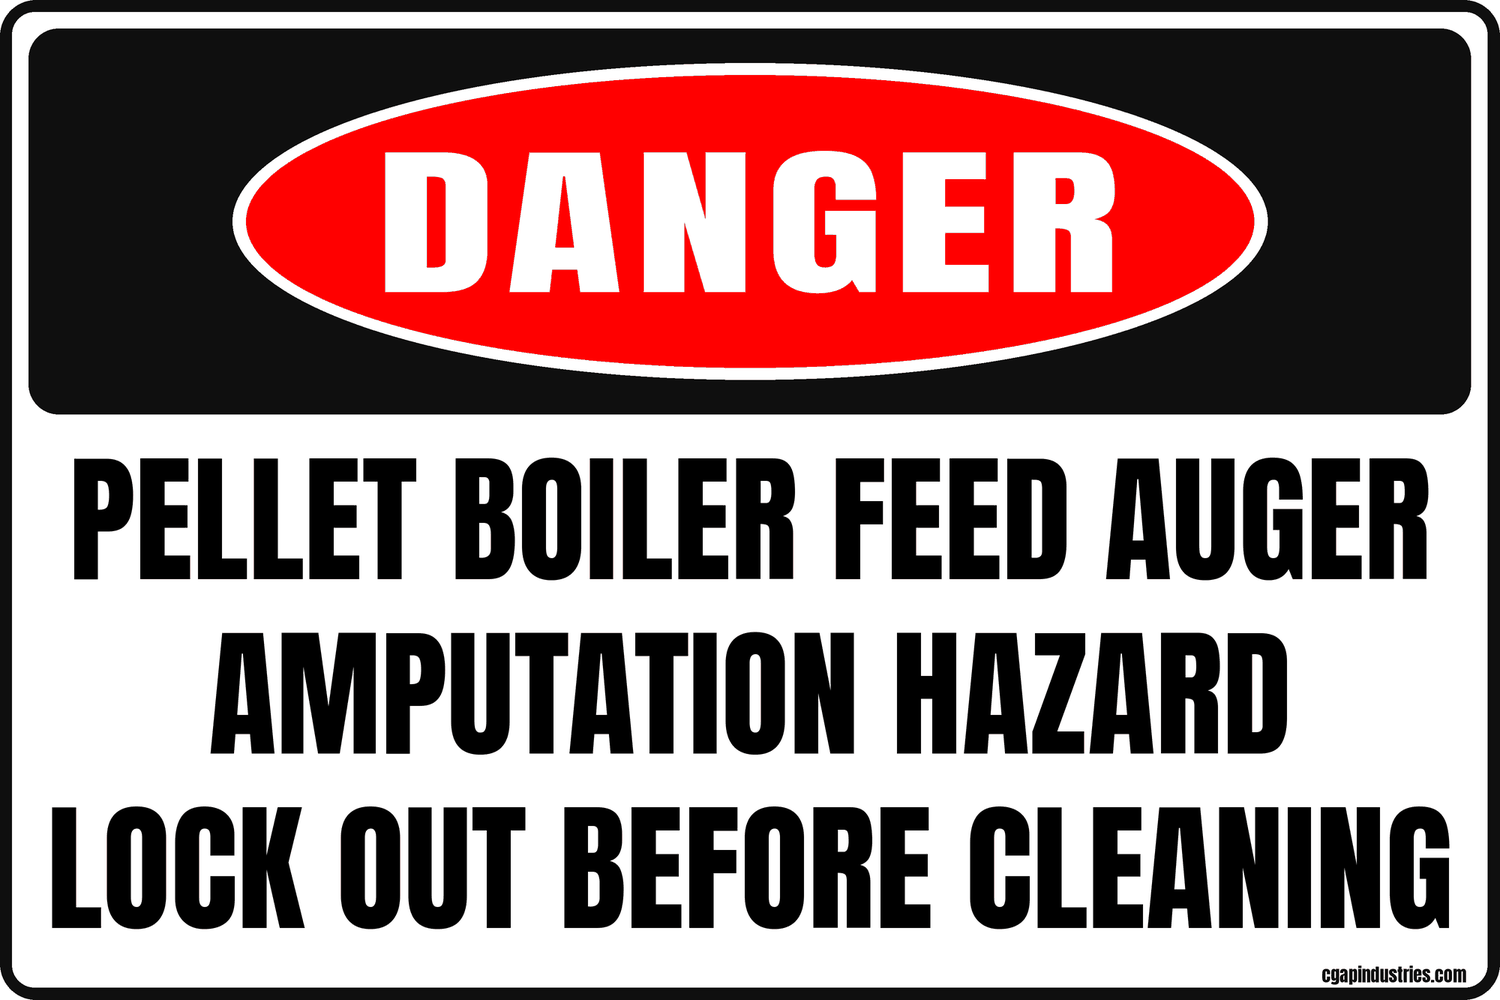 DANGER
PELLET BOILER FEED AUGER
AMPUTATION HAZARD
LOCK OUT BEFORE CLEANING
cgapindustries.com